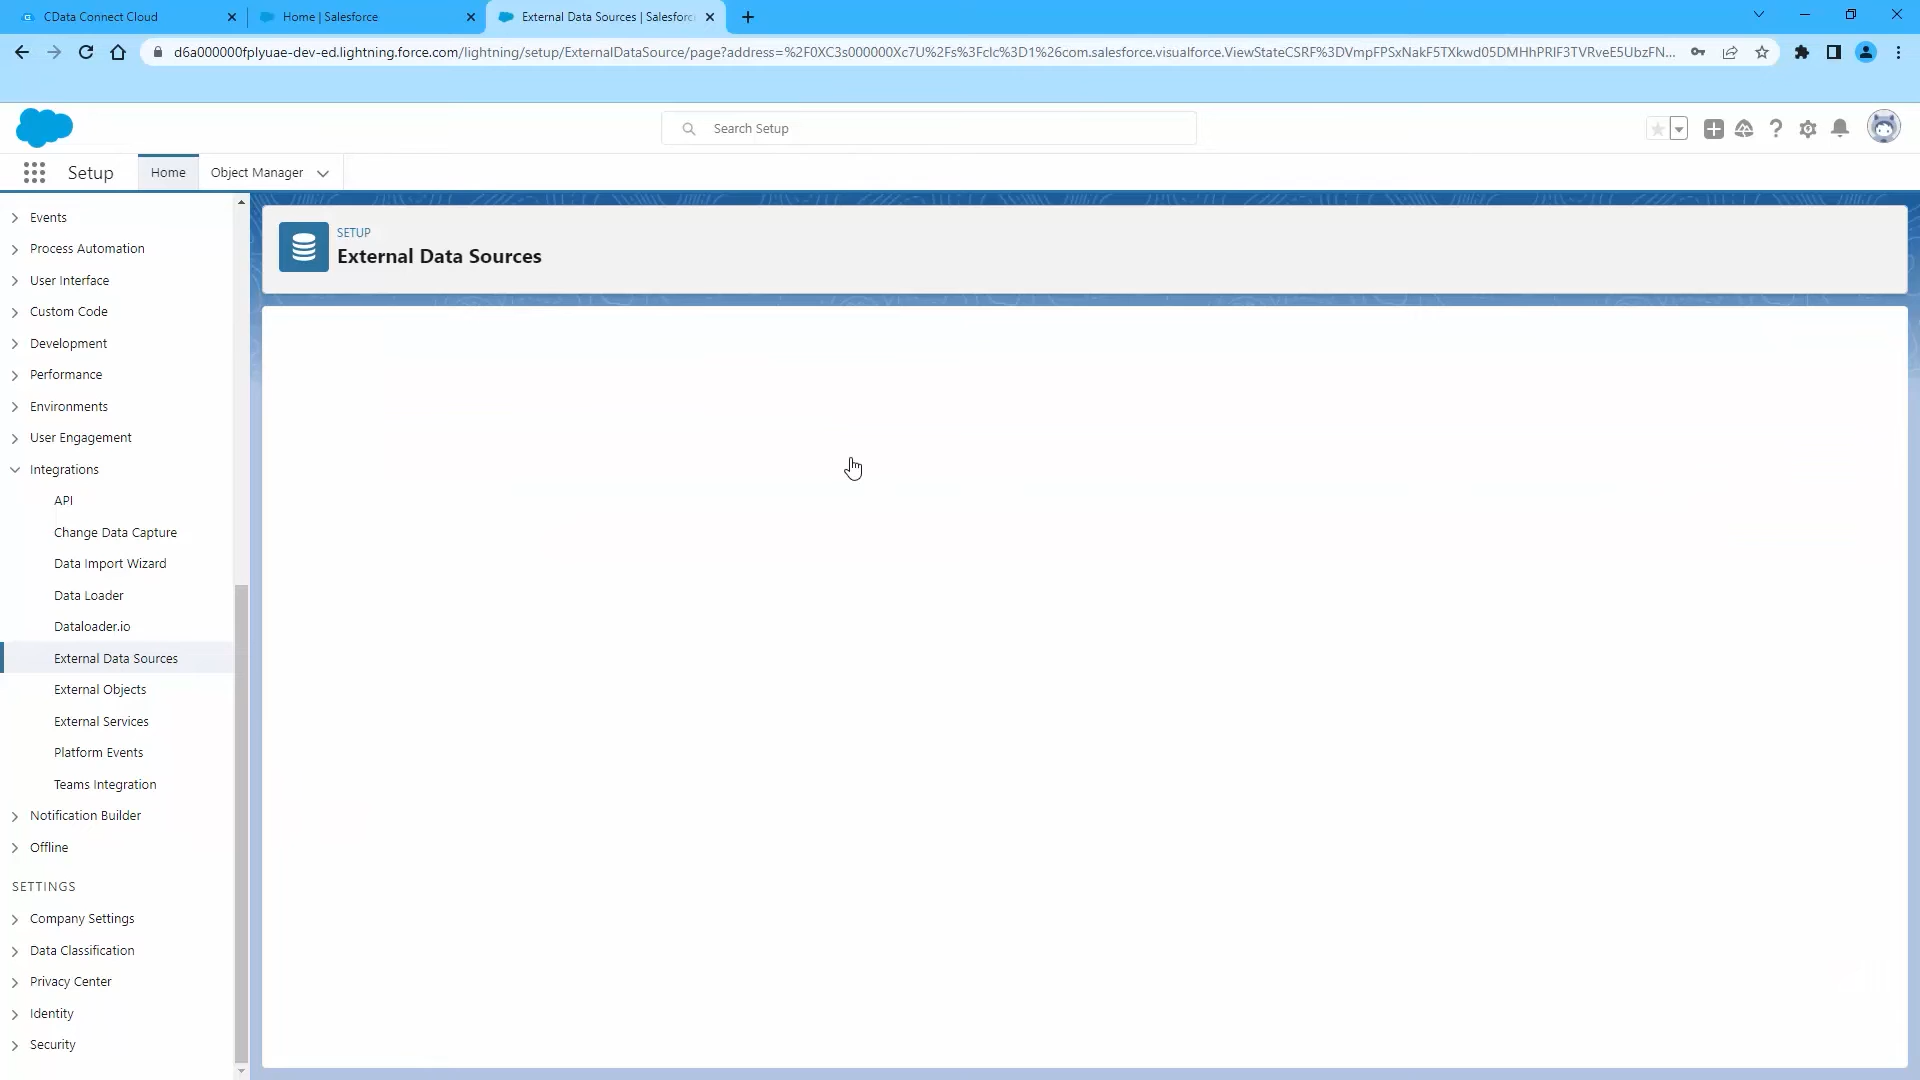 CData Connect Cloud
Home | Salesforce
External Data Sources | Salesforc
d6a000000fplyuae-dev-ed.lightning.force.com/lightning/setup/ExternalDataSource/page?address=%2F0XC3s000000Xc7U%2Fs%3Fclc%3D1%26com.salesforce.visualforce.ViewStateCSRF%3DVmpFPSxNakF5TXkwd05DMHhPRlF3TVRveE5UbzFN...
Search Setup
Setup
Home
Object Manager
Events
Process Automation
User Interface
Custom Code
Development
Performance
Environments
User Engagement
Integrations
API
Change Data Capture
Data Import Wizard
Data Loader
Dataloader.io
External Data Sources
External Objects
External Services
Platform Events
Teams Integration
Notification Builder
Offline
SETTINGS
Company Settings
Data Classification
Privacy Center
Identity
Security
SETUP
External Data Sources